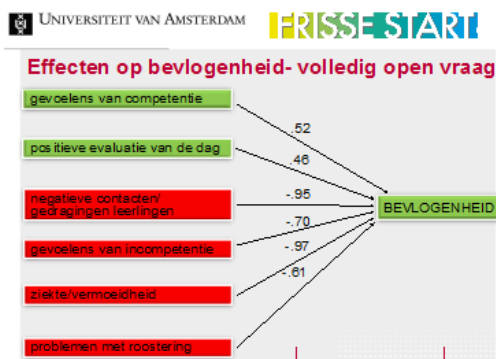 UNIVERSITEIT VAN AMSTERDAM
FRISSE START
Effecten op bevlogenheid- volledig open vraag
gevoelens van competentie
.52
positieve evaluatie van de dag
.46
negatieve contacten/
gedragingen leerlingen
-.95
BEVLOGENHEID
-.70
gevoelens van incompetentie
-.97
-.61
ziekte/vermoeidheid
problemen met roostering